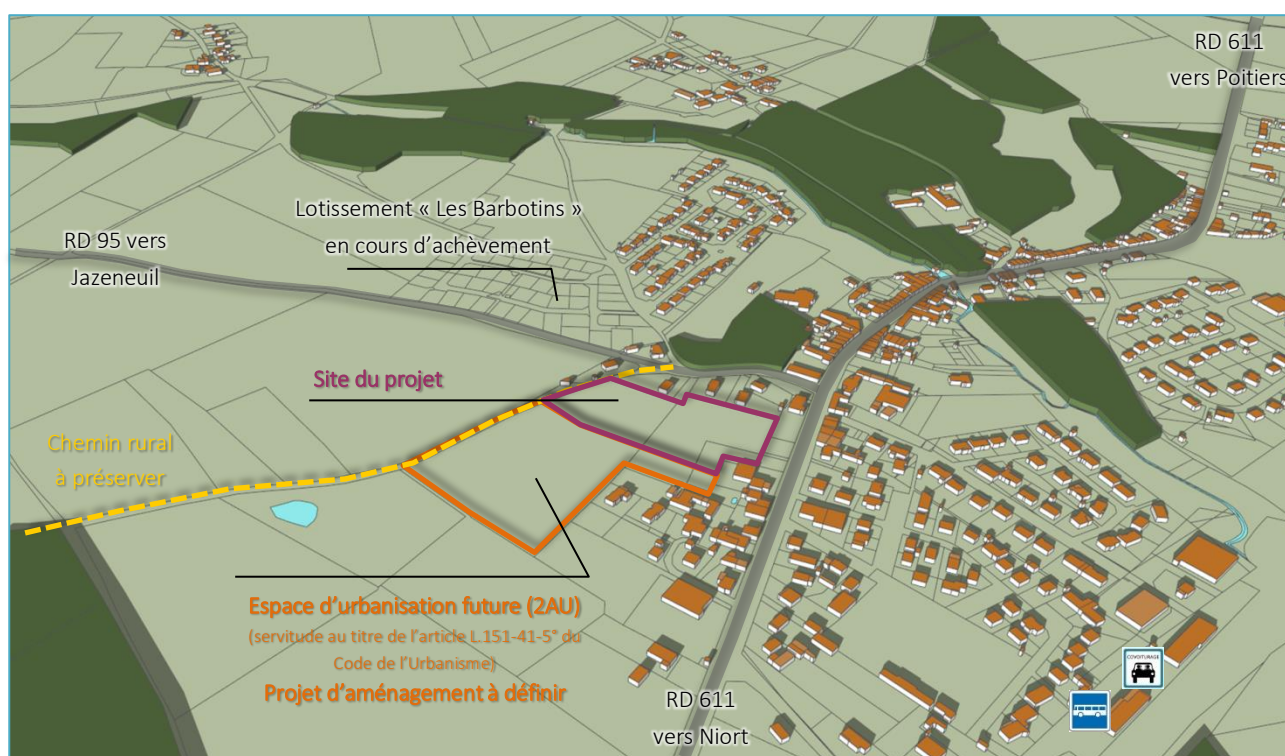 RD 611
vers Poitiers
Lotissement « Les Barbotins »
en cours d’achèvement
RD 95 vers
Jazeneuil
Site du projet
Chemin rural
à préserver
Espace d’urbanisation future (2AU)
(servitude au titre de l’article L.151-41-5° du
Code de l’Urbanisme)
Projet d’aménagement à définir
RD 611
vers Niort
COVOITURAGE